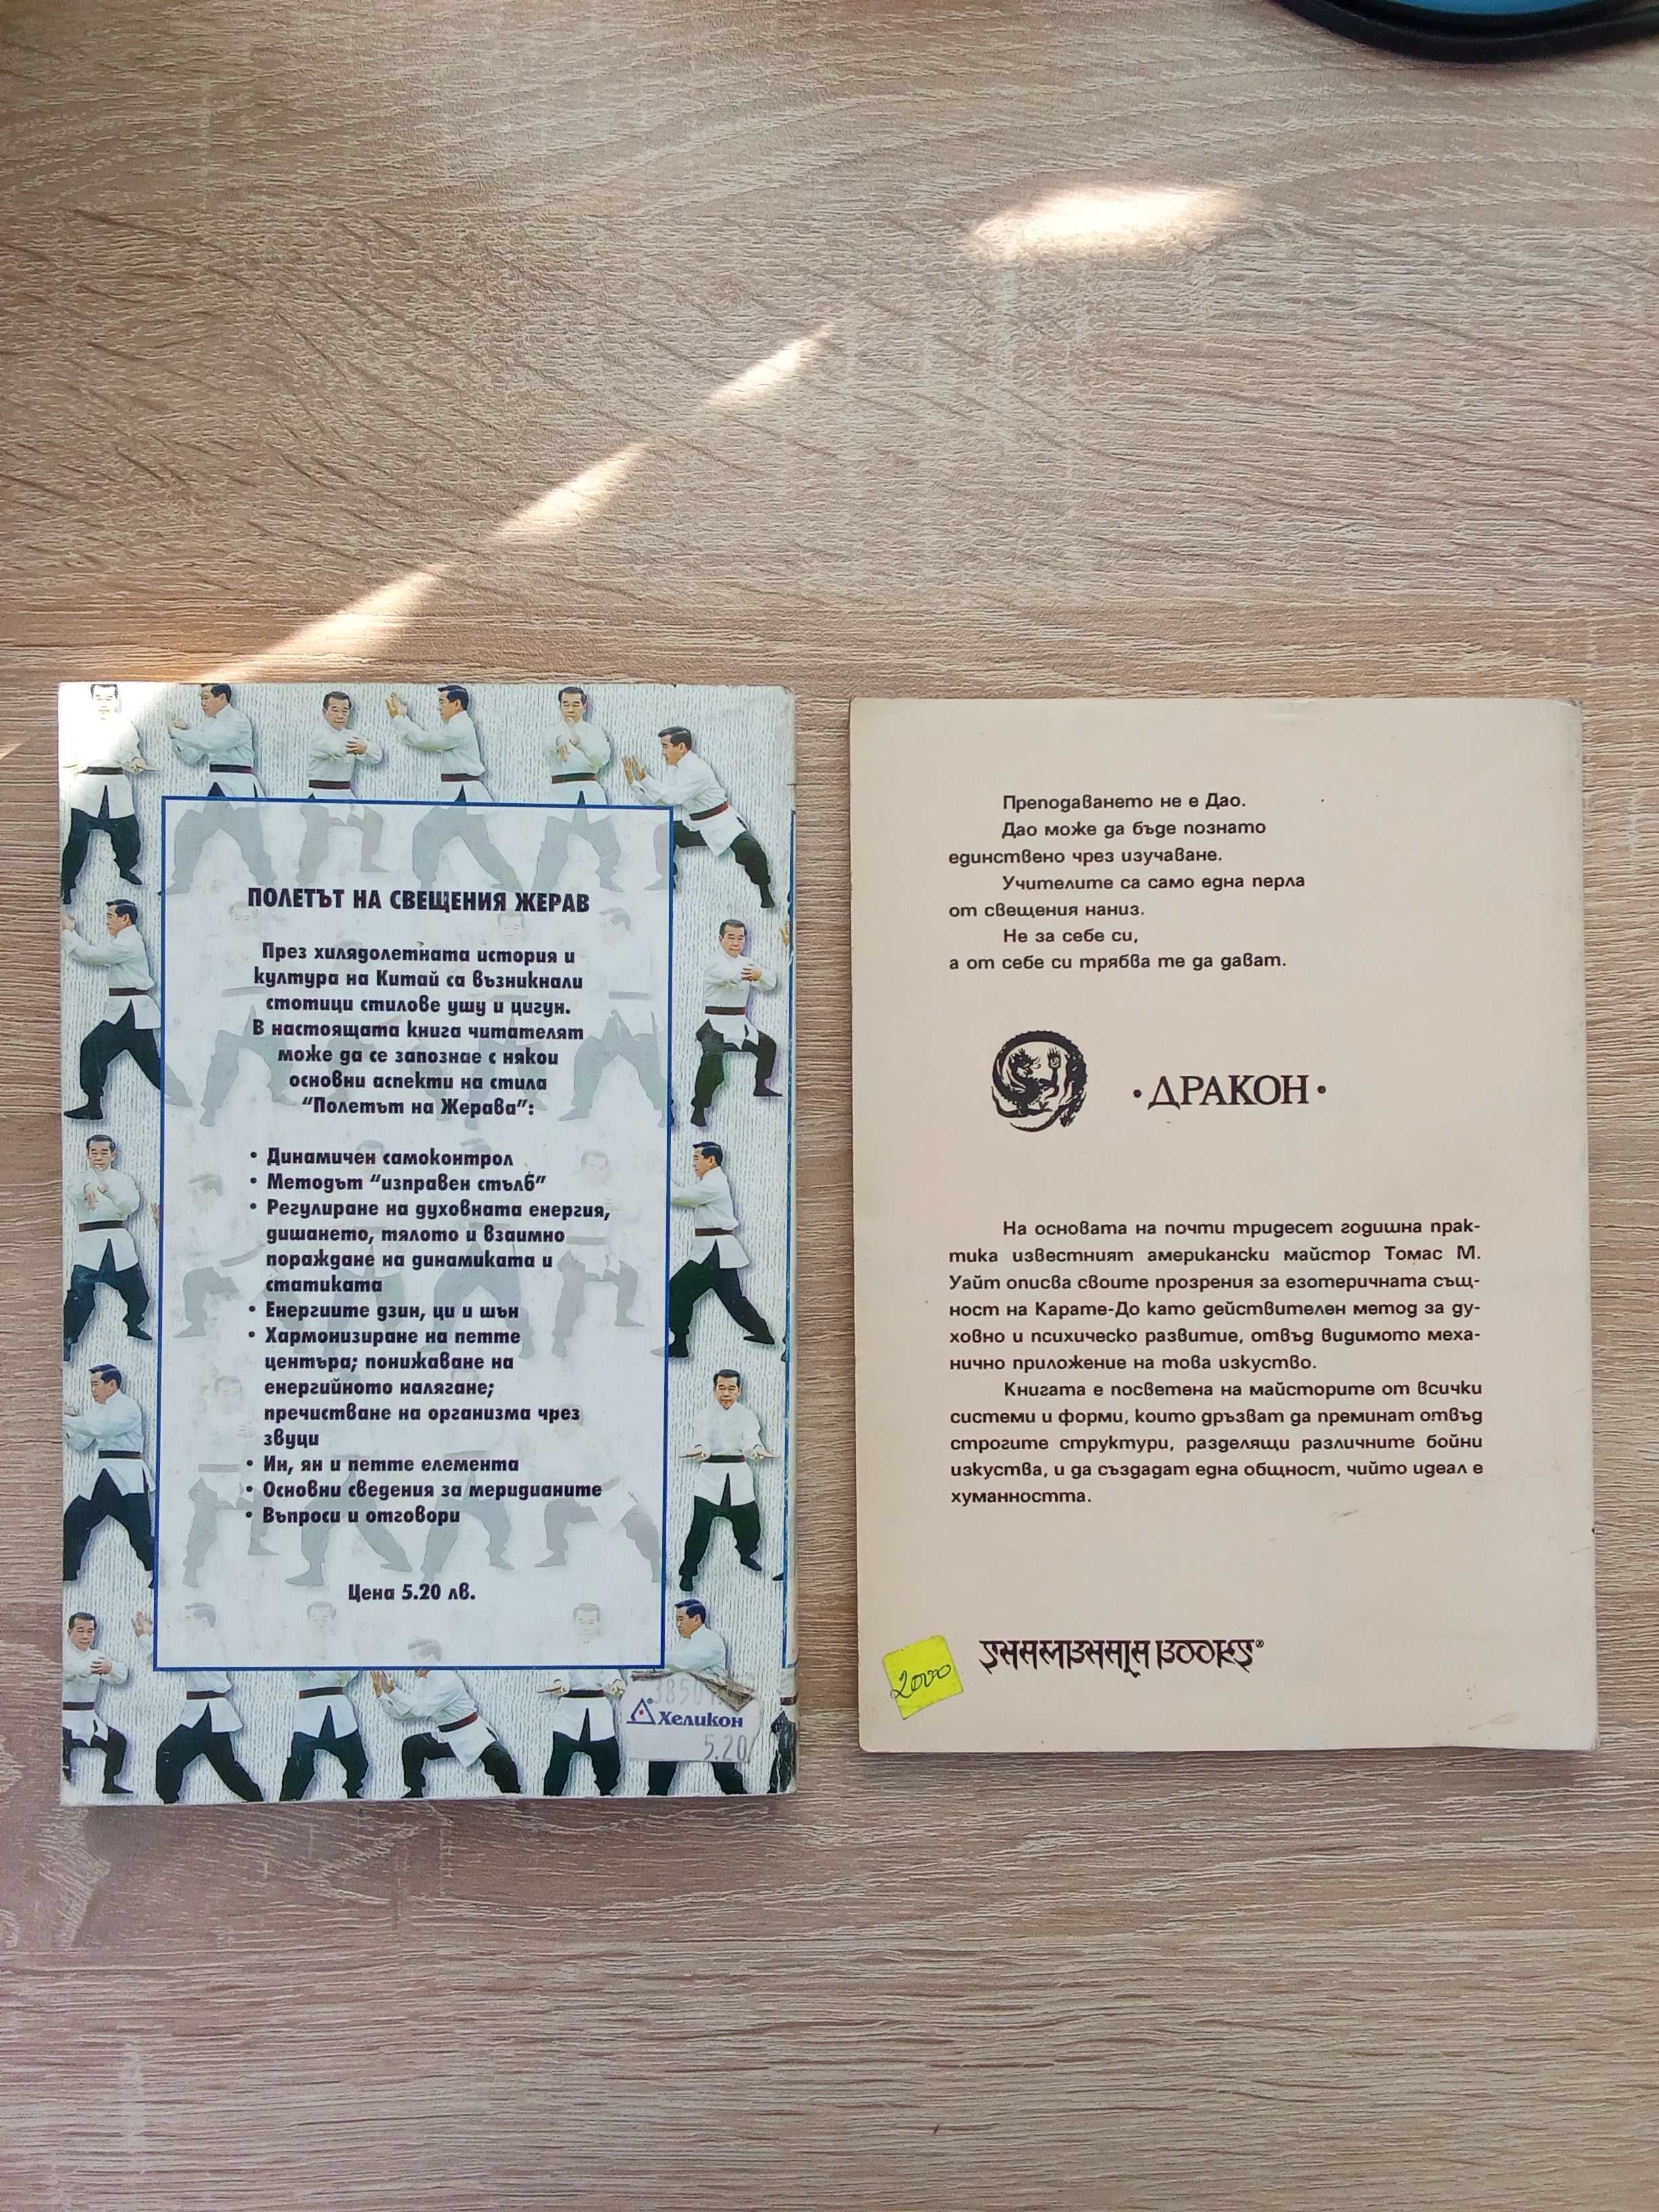 ПОЛЕТЪТ НА СВЕЩЕНИЯ ЖЕРАВ
През хилядолетната история и
култура на Китай са възникнали
стотици стилове ушу и цигун.
В настоящата книга читателят
може да се запознае с някои
основни аспекти на стила
“Полетът на Жерава”:
• Динамичен самоконтрол
• Методът “изправен стълб”
• Регулиране на духовната енергия,
дишането, тялото и взаимно
пораждане на динамиката и
статиката
• Енергиите дзин, ци и шън
• Хармонизиране на петте
центъра; понижаване на
енергийното налягане;
пречистване на организма чрез
звуци
• Ин, ян и петте елемента
• Основни сведения за меридианите
• Въпроси и отговори
Цена 5.20 лв.
Хеликон
5.20
Преподаването не е Дао.
Дао може да бъде познато
единствено чрез изучаване.
Учителите са само една перла
от свещения наниз.
Не за себе си,
а от себе си трябва те да дават.
•ДРАКОН•
На основата на почти тридесет годишна прак-
тика известният американски майстор Томас М.
Уайт описва своите прозрения за езотеричната същ-
ност на Карате-До като действителен метод за ду-
ховно и психическо развитие, отвъд видимото меха-
нично приложение на това изкуство.
Книгата е посветена на майсторите от всички
системи и форми, които дръзват да преминат отвъд
строгите структури, разделящи различните бойни
изкуства, и да създадат една общност, чийто идеал е
хуманността.
2000
BOOKS®